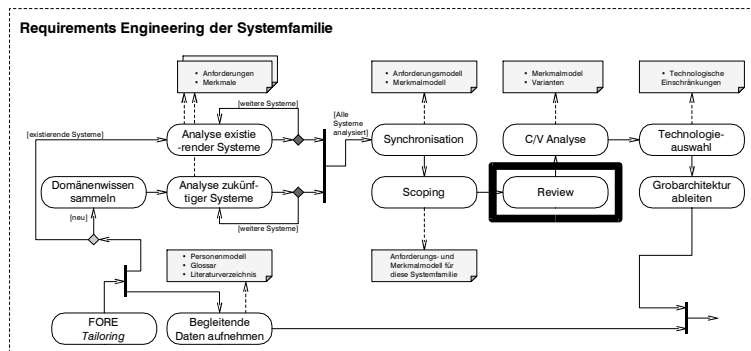 Requirements Engineering der Systemfamilie
• Anforderungen
• Merkmale
• Anforderungsmodell
• Merkmalmodell
• Merkmalmodel
• Varianten
• Technologische
Einschränkungen
[weitere Systeme]
[Alle
Systeme
analysiert]
[existierende Systeme]
Analyse existie
-render Systeme
Synchronisation
C/V Analyse
Technologie-
auswahl
Domänenwissen
sammeln
Analyse zukünf-
tiger Systeme
Scoping
Review
Grobarchitektur
ableiten
[neu]
[weitere Systeme]
• Personenmodell
• Glossar
• Literaturverzeichnis
Anforderungs- und
Merkmalmodell für
diese Systemfamilie
FORE
Tailoring
Begleitende
Daten aufnehmen